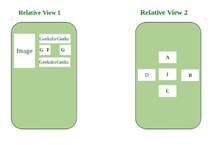 Relative View 1
Relative View 2
GeeksforGeeks
Image
G F G
GeeksforGeeks
A
D J B
C